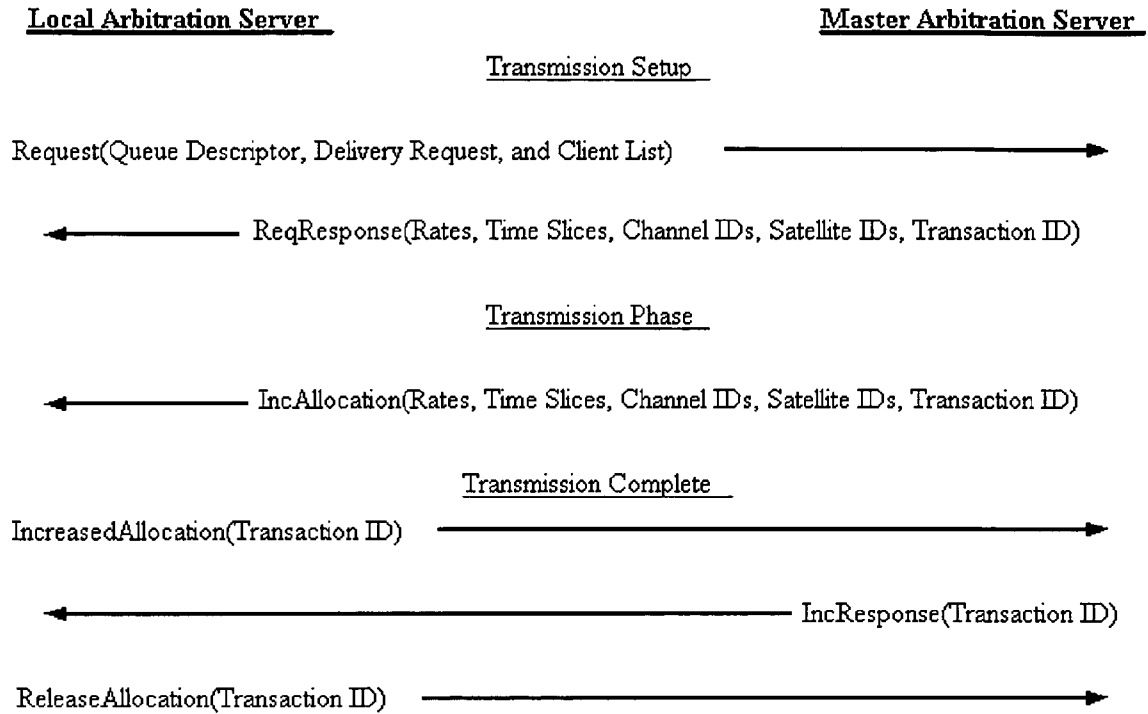 Local Arbitration Server Master Arbitration Server
Transmission Setup
Request(Queue Descriptor, Delivery Request, and Client List)
ReqResponse(Rates, Time Slices, Channel IDs, Satellite IDs, Transaction ID)
Transmission Phase
IncAllocation(Rates, Time Slices, Channel IDs, Satellite IDs, Transaction ID)
Transmission Complete
IncreasedAllocation(Transaction ID)
IncResponse(Transaction ID)
ReleaseAllocation(Transaction ID)